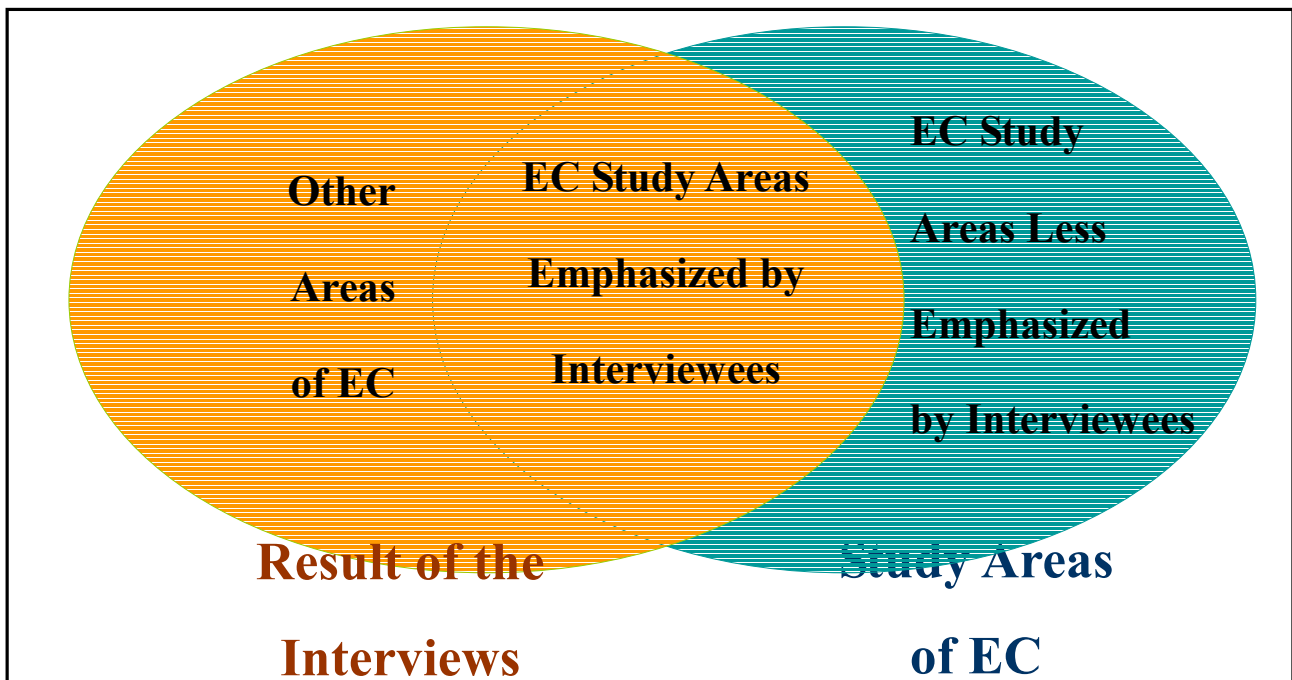 Other
Areas
of EC
EC Study Areas
Emphasized by
Interviewees
EC Study
Areas Less
Emphasized
by Interviewees
Result of the
Interviews
Study Areas
of EC